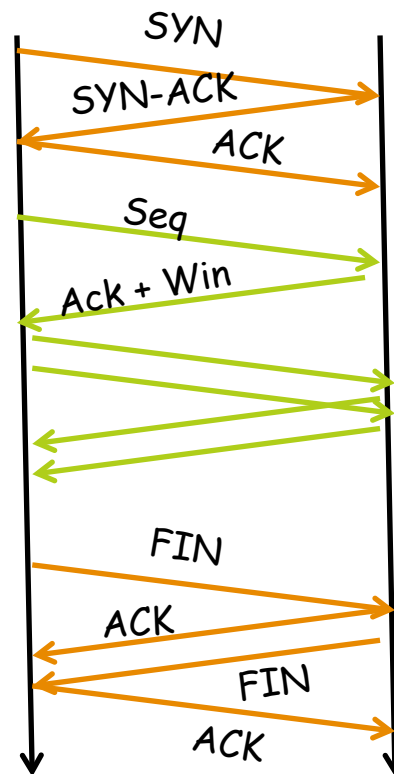 SYN
SYN-ACK
ACK
Seq
Ack + Win
FIN
ACK
FIN
ACK